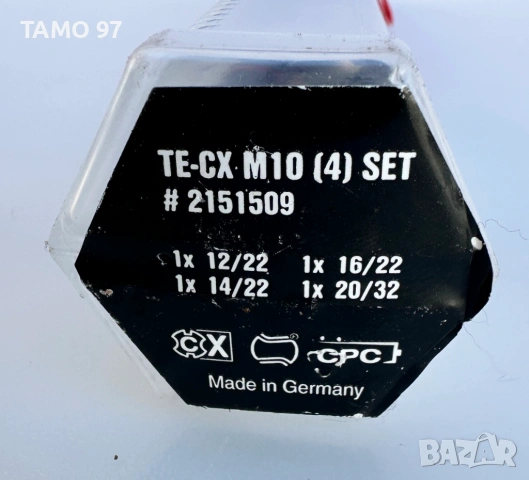 TAMO 97
TE-CX M10 (4) SET
# 2151509
1x 12/22 1x 16/22
1x 14/22 1x 20/32
CX CPC
Made in Germany
BAZAR